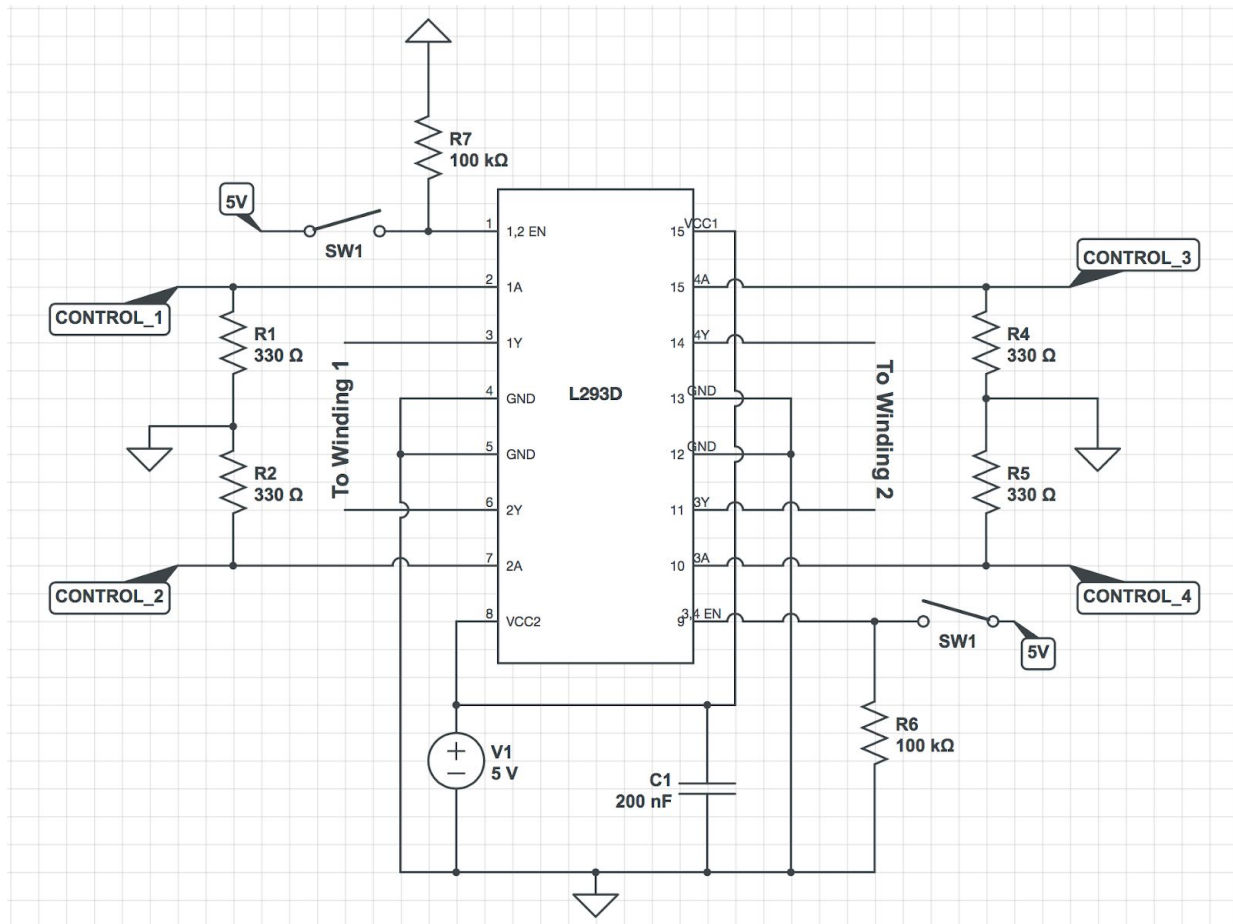 R7
100 kΩ
5V
SW1
1
1,2 EN
15
VCC1
CONTROL_1
2
1A
15
4A
CONTROL_3
R1
330 Ω
3
1Y
14
4Y
R4
330 Ω
To Winding 1
4
GND
L293D
13
GND
To Winding 2
5
GND
12
GND
R2
330 Ω
6
2Y
11
3Y
R5
330 Ω
CONTROL_2
7
2A
10
3A
CONTROL_4
8
VCC2
9
3,4 EN
SW1
5V
V1
5 V
C1
200 nF
R6
100 kΩ